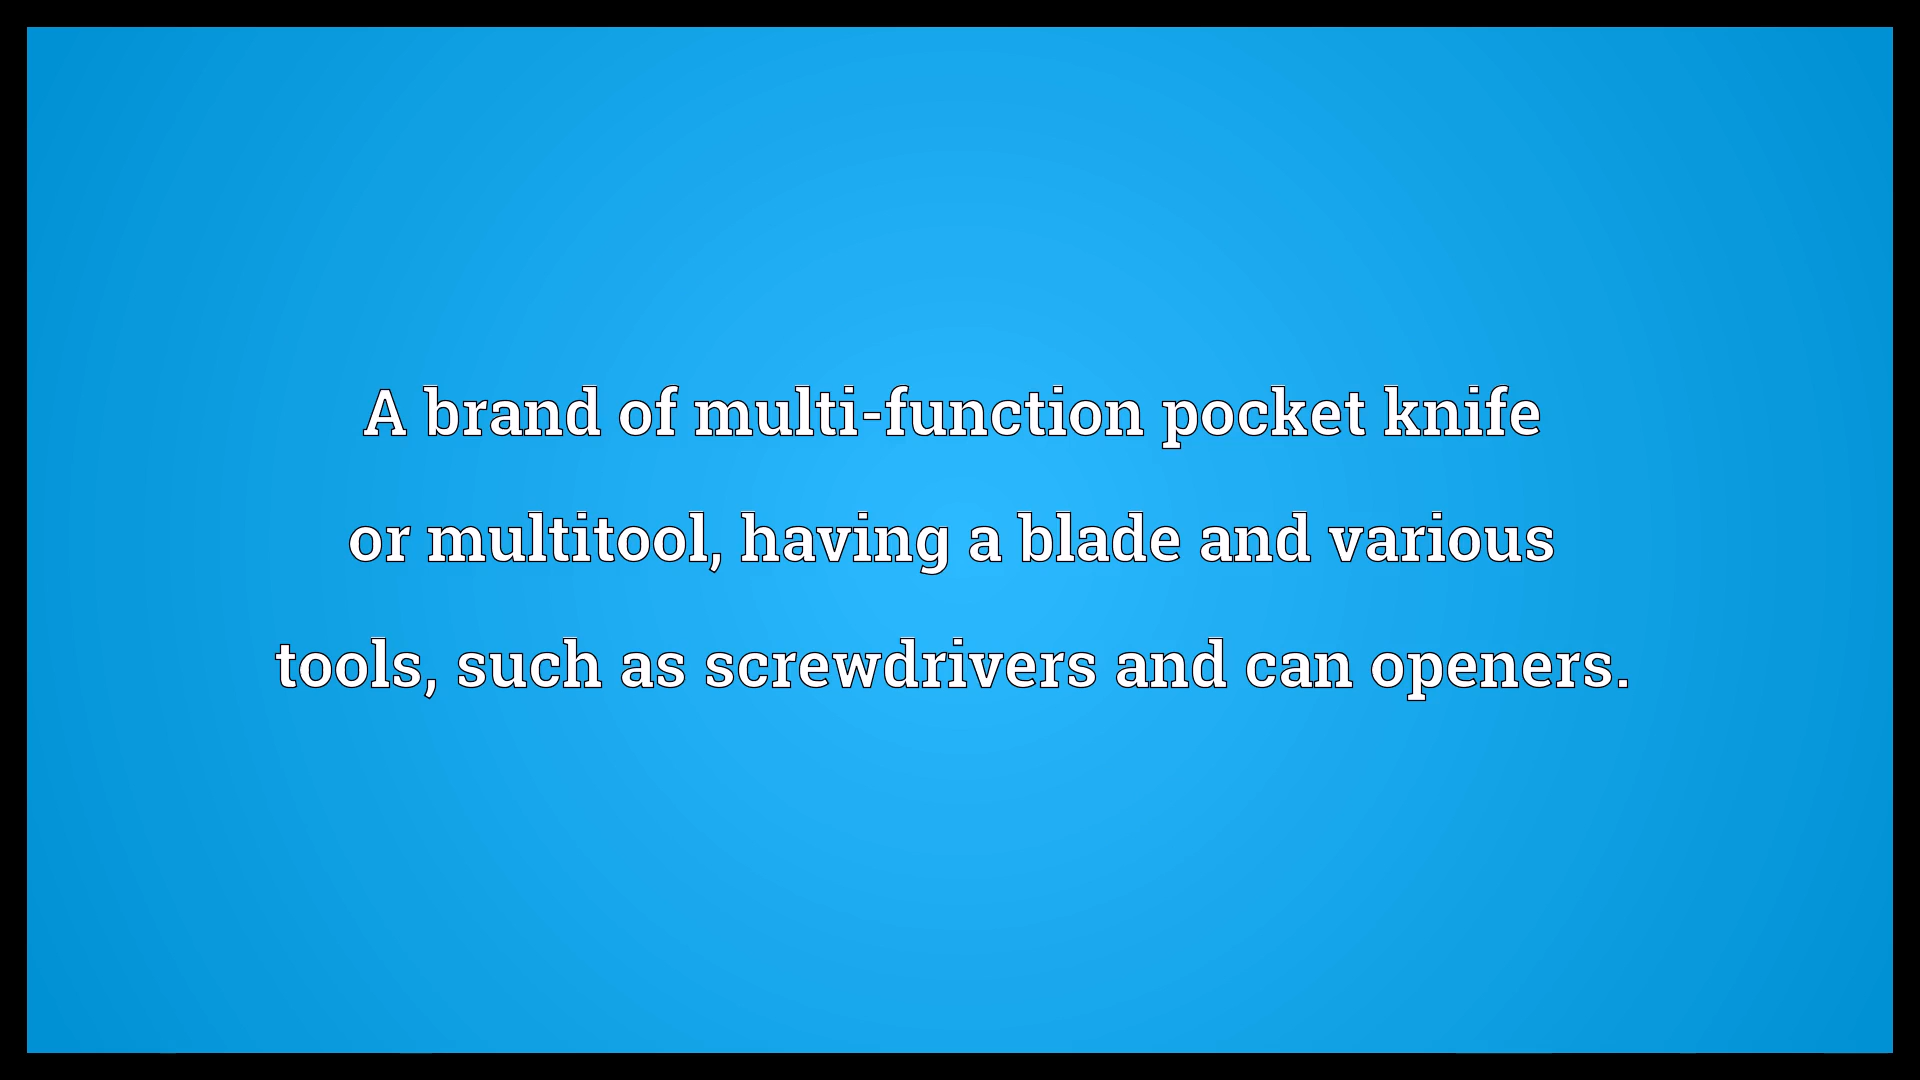 A brand of multi-function pocket knife
or multitool, having a blade and various
tools, such as screwdrivers and can openers.